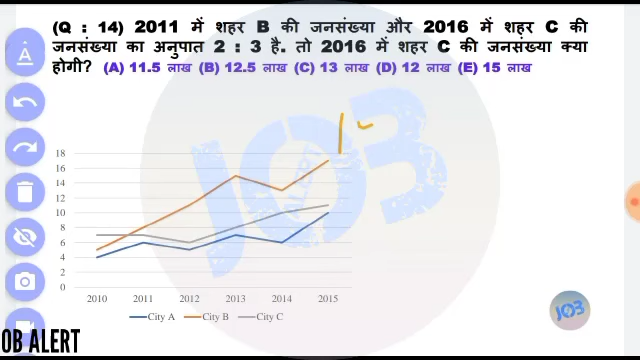 (Q : 14) 2011 में शहर B की जनसंख्या और 2016 में शहर C की
जनसंख्या का अनुपात 2 : 3 है. तो 2016 में शहर C की जनसंख्या क्या
होगी? (A) 11.5 लाख (B) 12.5 लाख (C) 13 लाख (D) 12 लाख (E) 15 लाख
18
16
14
12
10
8
6
4
2
0
2010 2011 2012 2013 2014 2015
City A City B City C
JOB
JOB
OB ALERT